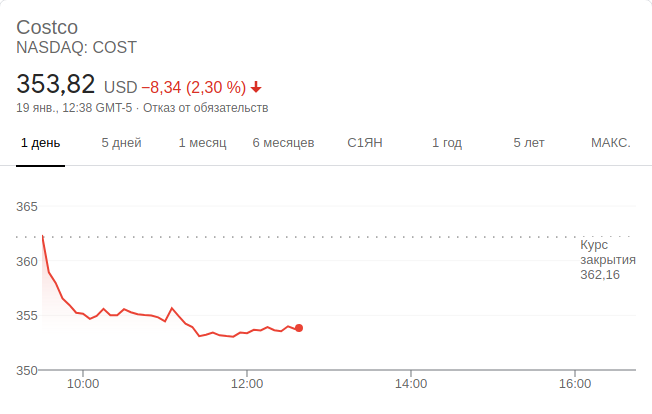 Costco
NASDAQ: COST
353,82 USD −8,34 (2,30 %)
19 янв., 12:38 GMT-5 · Отказ от обязательств
1 день 5 дней 1 месяц 6 месяцев С1ЯН 1 год 5 лет МАКС.
365
360
355
350
Курс
закрытия
362,16
10:00 12:00 14:00 16:00